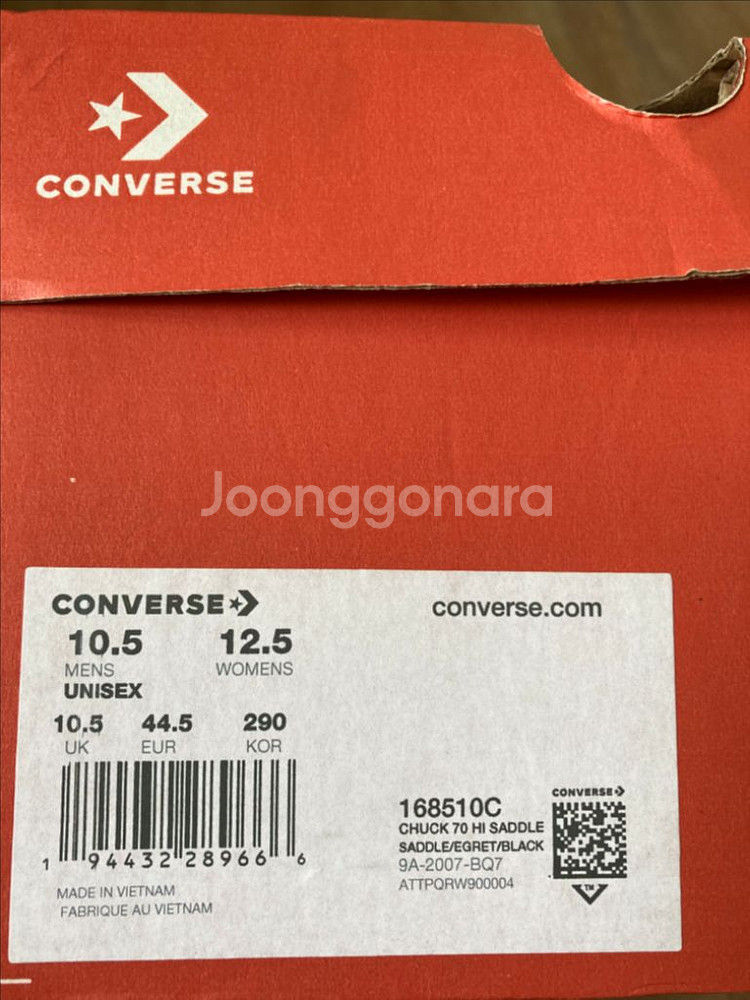 CONVERSE
Joonggonara
CONVERSE
converse.com
10.5 12.5
MENS WOMENS
UNISEX
10.5 44.5 290
UK EUR KOR
1 94432 28966 6
MADE IN VIETNAM
FABRIQUE AU VIETNAM
168510C
CHUCK 70 HI SADDLE
SADDLE/EGRET/BLACK
9A-2007-BQ7
ATTPQRW900004
CONVERSE
TM